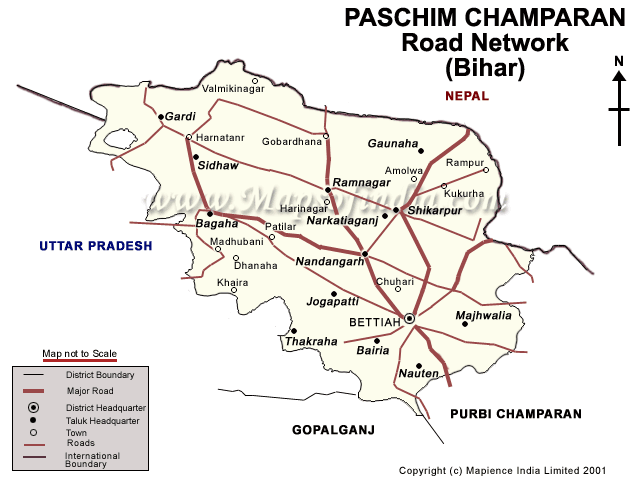 PASCHIM CHAMPARAN
Road Network
(Bihar)
N
NEPAL
Valmikinagar
Gardi
Harnatanr
Gobardhana
Gaunaha
Sidhaw
Rampur
Amolwa
Ramnagar
Kukurha
www.Mapsofindia.com
Harinagar
Narkatiaganj
Shikarpur
Bagaha
Patilar
UTTAR PRADESH
Madhubani
Dhanaha
Nandangarh
Khaira
Chuhari
Jogapatti
BETTIAH
Majhwalia
Thakraha
Bairia
Nauten
Map not to Scale
District Boundary
Major Road
District Headquarter
Taluk Headquarter
Town
Roads
International
Boundary
GOPALGANJ
PURBI CHAMPARAN
Copyright (c) Mapience India Limited 2001